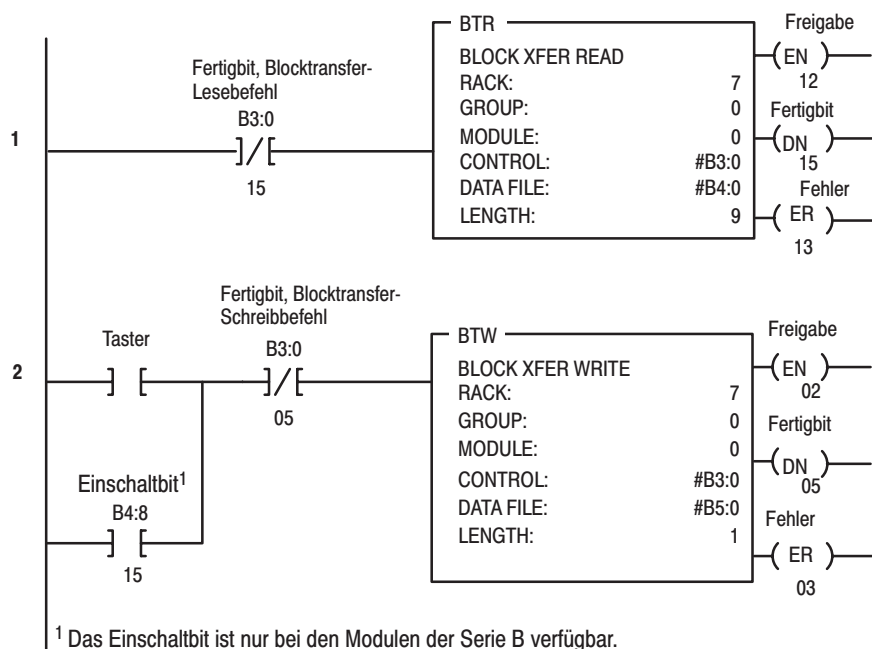 1
Fertigbit, Blocktransfer-
Lesebefehl
B3:0
15
BTR
BLOCK XFER READ
RACK: 7
GROUP: 0
MODULE: 0
CONTROL: #B3:0
DATA FILE: #B4:0
LENGTH: 9
Freigabe
EN
12
Fertigbit
DN
15
Fehler
ER
13
2
Taster
Fertigbit, Blocktransfer-
Schreibbefehl
B3:0
05
Einschaltbit1
B4:8
15
BTW
BLOCK XFER WRITE
RACK: 7
GROUP: 0
MODULE: 0
CONTROL: #B3:0
DATA FILE: #B5:0
LENGTH: 1
Freigabe
EN
02
Fertigbit
DN
05
Fehler
ER
03
1 Das Einschaltbit ist nur bei den Modulen der Serie B verfügbar.